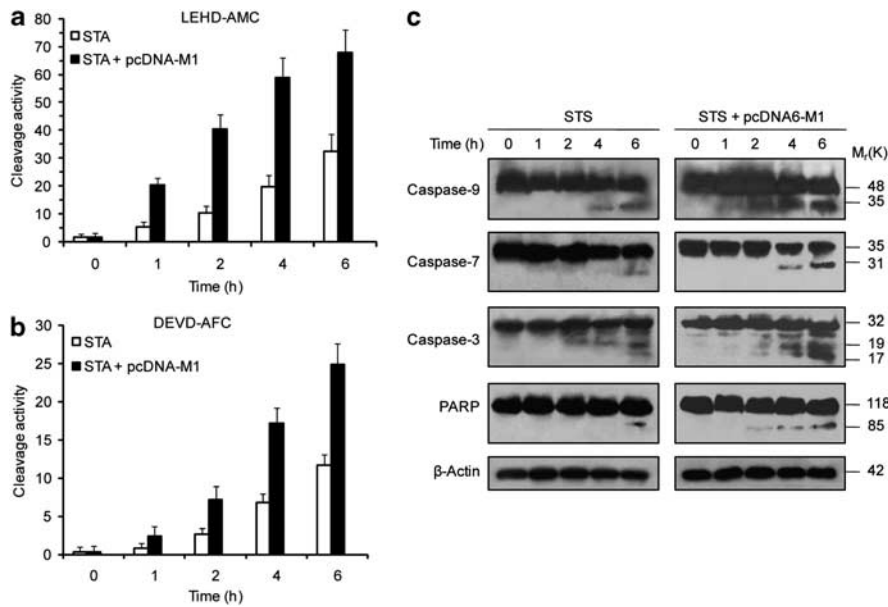 a
LEHD-AMC
80
70
60
50
40
30
20
10
0
Cleavage activity
STA
STA + pcDNA-M1
0 1 2 4 6
Time (h)
b
DEVD-AFC
30
25
20
15
10
5
0
Cleavage activity
STA
STA + pcDNA-M1
0 1 2 4 6
Time (h)
c
STS STS + pcDNA6-M1
Time (h) 0 1 2 4 6 0 1 2 4 6 Mr(K)
Caspase-9 48
35
Caspase-7 35
31
Caspase-3 32
19
17
PARP 118
85
β-Actin 42